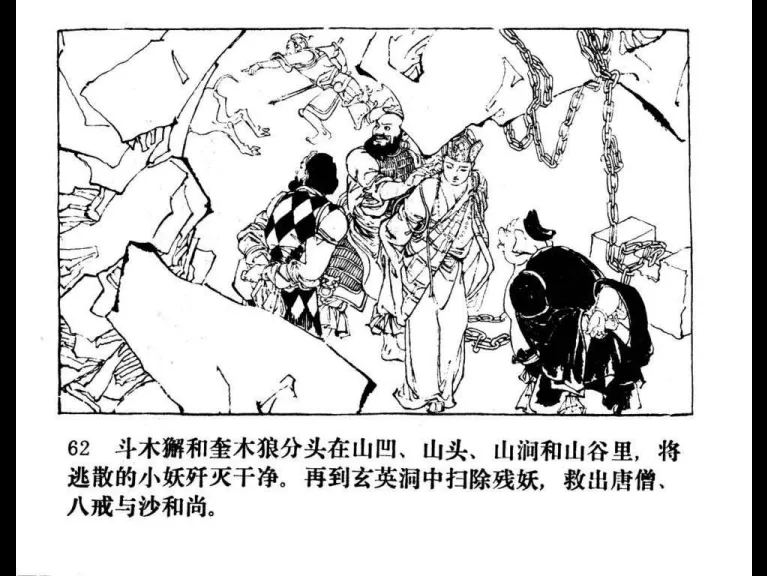 62 斗木獬和奎木狼分头在山凹、山头、山涧和山谷里，将
逃散的小妖歼灭干净。再到玄英洞中扫除残妖，救出唐僧、
八戒与沙和尚。